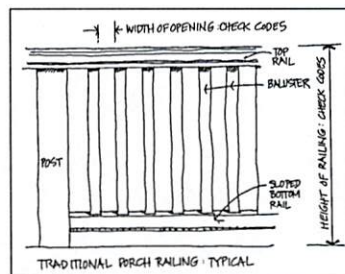 WIDTH OF OPENING: CHECK CODES
TOP
RAIL
BALUSTER
POST
SLOPED
BOTTOM
RAIL
HEIGHT OF RAILING: CHECK CODES
TRADITIONAL PORCH RAILING: TYPICAL